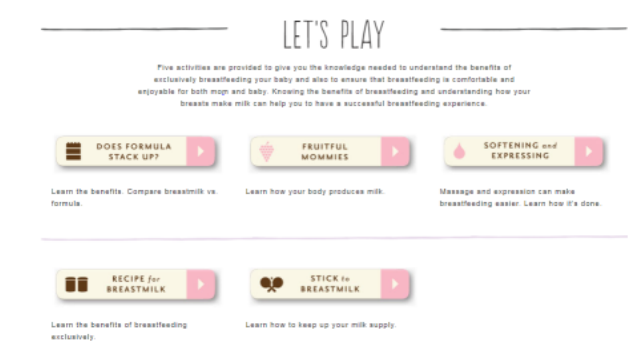 LET'S PLAY
Five activities are provided to give you the knowledge needed to understand the benefits of
exclusively breastfeeding your baby and also to ensure that breastfeeding is comfortable and
enjoyable for both mom and baby. Knowing the benefits of breastfeeding and understanding how your
breasts make milk can help you to have a successful breastfeeding experience.
DOES FORMULA
STACK UP?
Learn the benefits. Compare breastmilk vs.
formula.
FRUITFUL
MOMMIES
Learn how your body produces milk.
SOFTENING and
EXPRESSING
Massage and expression can make
breastfeeding easier. Learn how it's done.
RECIPE for
BREASTMILK
Learn the benefits of breastfeeding
exclusively.
STICK to
BREASTMILK
Learn how to keep up your milk supply.